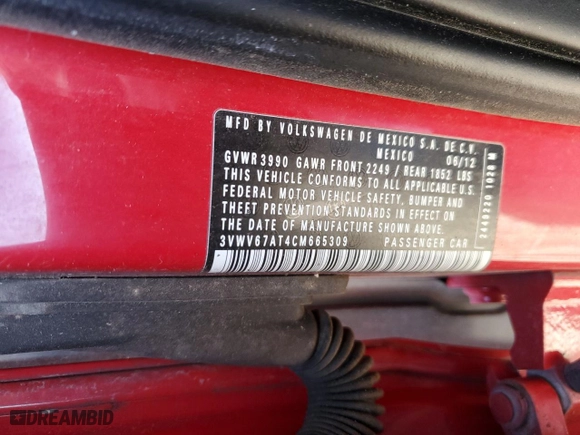 MFD BY VOLKSWAGEN DE MEXICO S.A. DE C.V.
MEXICO 06/12
GVWR 3990 GAWR FRONT 2249 / REAR 1852 LBS
THIS VEHICLE CONFORMS TO ALL APPLICABLE U.S.
FEDERAL MOTOR VEHICLE SAFETY, BUMPER AND
THEFT PREVENTION STANDARDS IN EFFECT ON
THE DATE OF MANUFACTURE SHOWN ABOVE.
3VWV67AT4CM665309 PASSENGER CAR
2440220 1028 M
DREAMBID